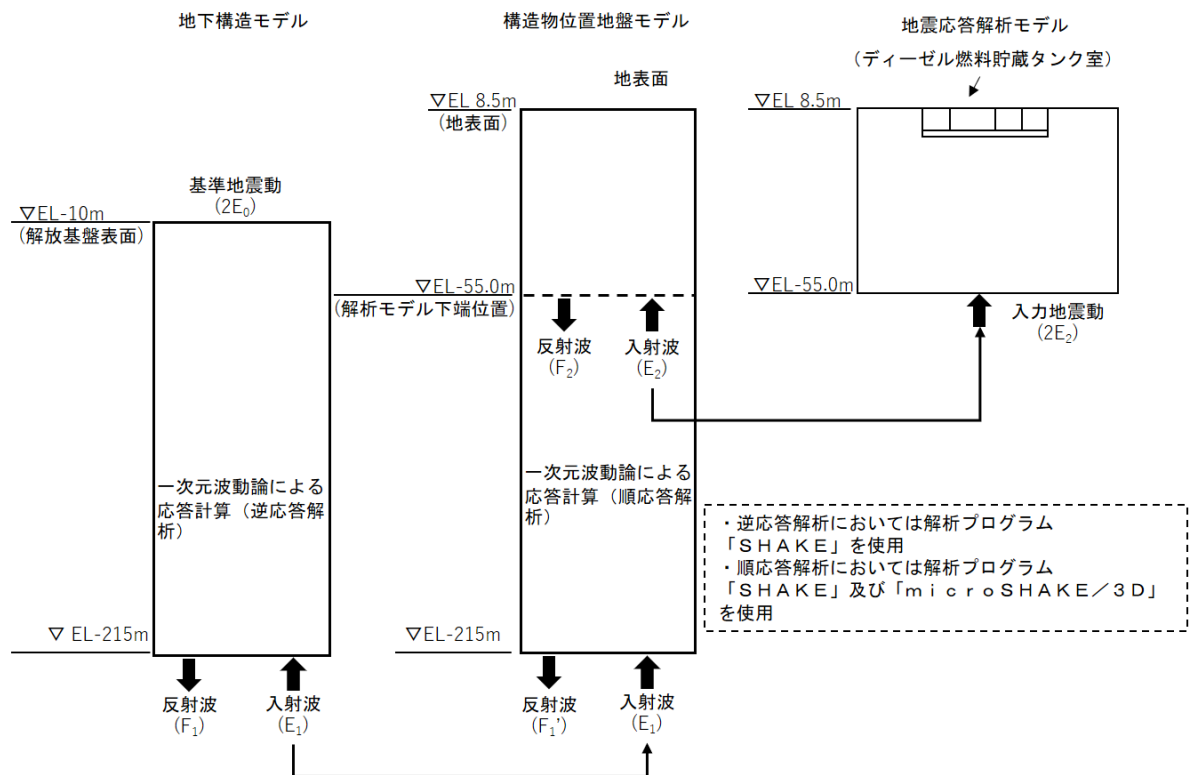 地下構造モデル
基準地震動
(2E₀)
▽EL-10m
(解放基盤表面)
一次元波動論による
応答計算（逆応答解
析）
▽ EL-215m
反射波
(F₁)
入射波
(E₁)
構造物位置地盤モデル
地表面
▽EL 8.5m
(地表面)
▽EL-55.0m
(解析モデル下端位置)
反射波
(F₂)
入射波
(E₂)
一次元波動論による
応答計算（順応答解
析）
▽EL-215m
反射波
(F₁')
入射波
(E₁)
地震応答解析モデル
（ディーゼル燃料貯蔵タンク室）
▽EL 8.5m
▽EL-55.0m
入力地震動
(2E₂)
・逆応答解析においては解析プログラム
「ＳＨＡＫＥ」を使用
・順応答解析においては解析プログラム
「ＳＨＡＫＥ」及び「ｍｉｃｒｏＳＨＡＫＥ／３Ｄ」
を使用